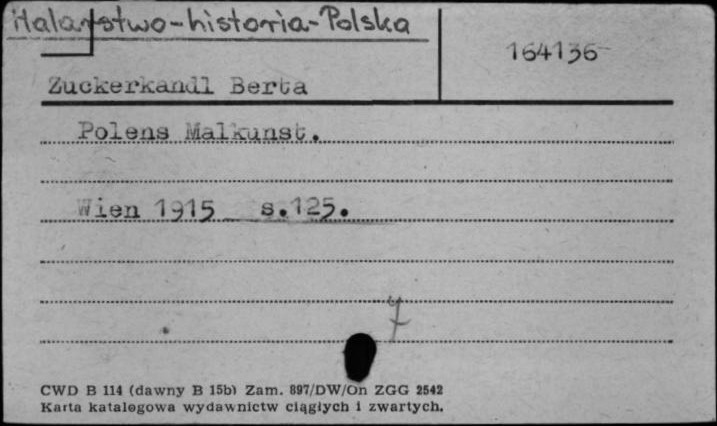 Malarstwo-historia-Polska
164136
Zuckerkandl Berta
Polens Malkunst.
Wien 1915 s.125.
7
CWD B 114 (dawny B 15b) Zam. 897/DW/On ZGG 2542
Karta katalogowa wydawnictw ciągłych i zwartych.